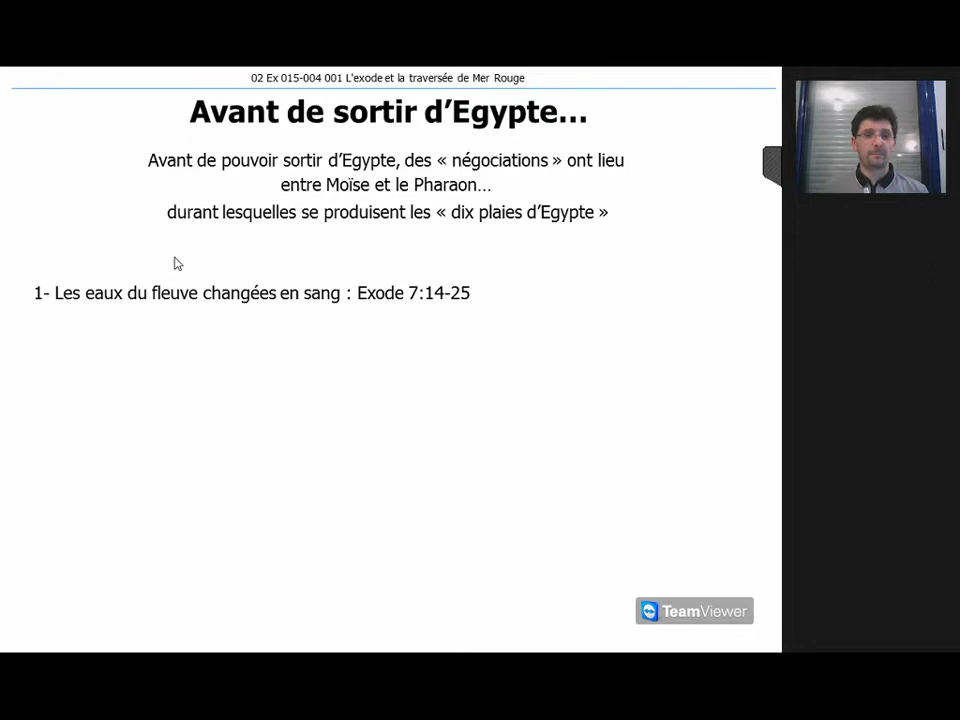 02 Ex 015-004 001 L'exode et la traversée de Mer Rouge
Avant de sortir d’Egypte…
Avant de pouvoir sortir d’Egypte, des « négociations » ont lieu
entre Moïse et le Pharaon…
durant lesquelles se produisent les « dix plaies d’Egypte »
1- Les eaux du fleuve changées en sang : Exode 7:14-25
TeamViewer